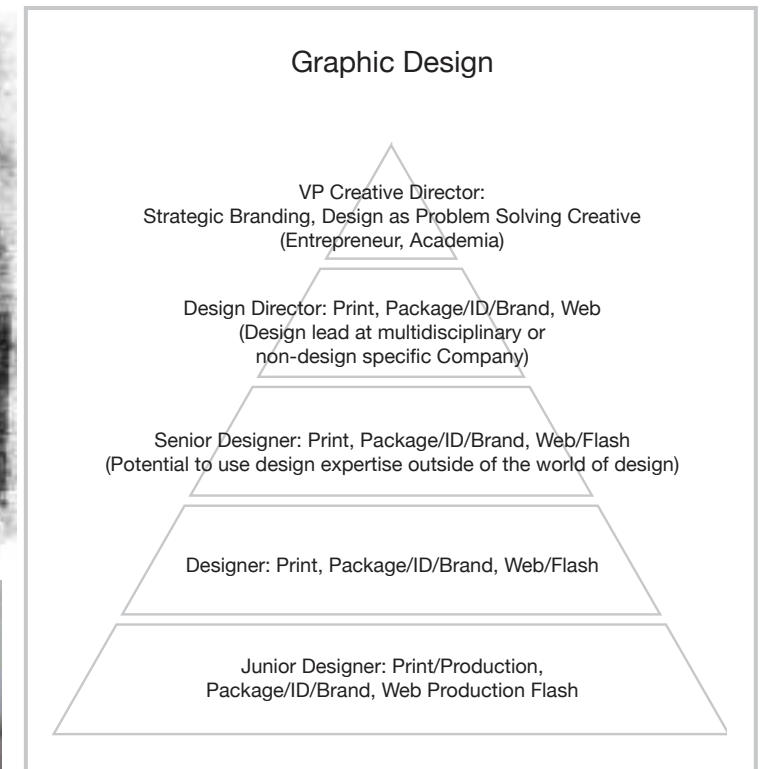 Graphic Design
VP Creative Director:
Strategic Branding, Design as Problem Solving Creative
(Entrepreneur, Academia)
Design Director: Print, Package/ID/Brand, Web
(Design lead at multidisciplinary or
non-design specific Company)
Senior Designer: Print, Package/ID/Brand, Web/Flash
(Potential to use design expertise outside of the world of design)
Designer: Print, Package/ID/Brand, Web/Flash
Junior Designer: Print/Production,
Package/ID/Brand, Web Production Flash